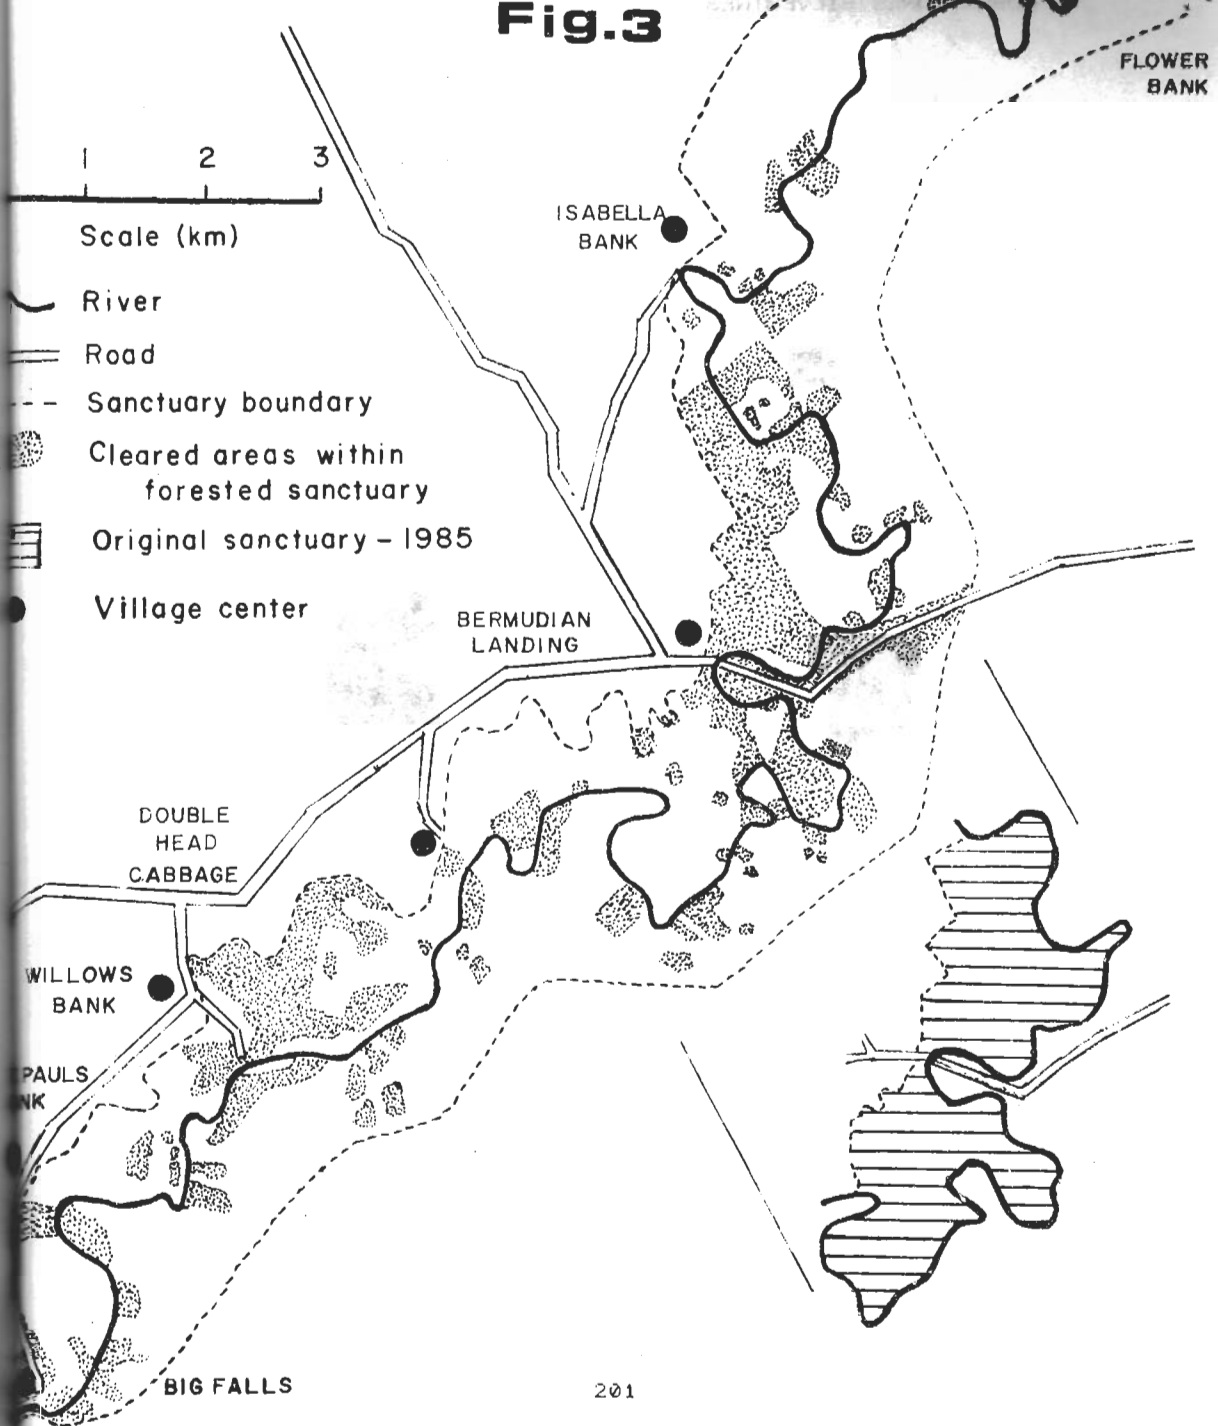 Fig.3
FLOWER
BANK
1 2 3
Scale (km)
River
Road
Sanctuary boundary
Cleared areas within
forested sanctuary
Original sanctuary - 1985
Village center
ISABELLA
BANK
BERMUDIAN
LANDING
DOUBLE
HEAD
CABBAGE
WILLOWS
BANK
PAULS
NK
BIG FALLS
201